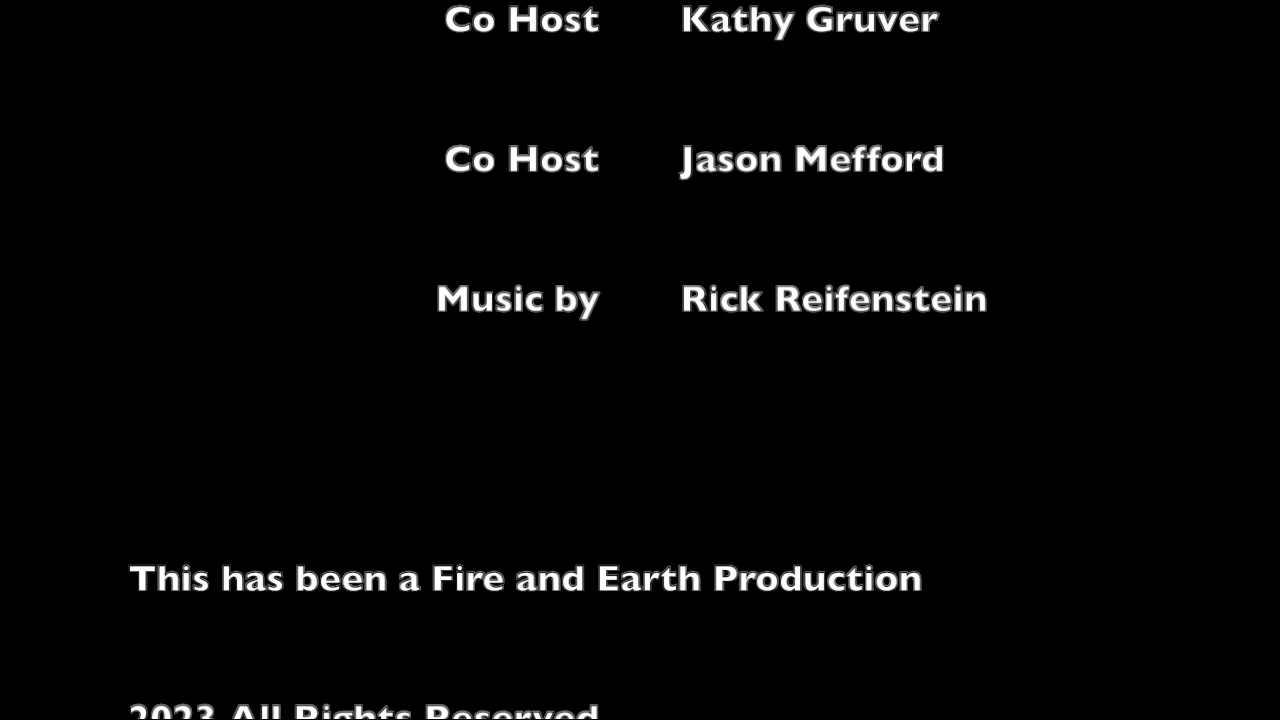 Co Host Kathy Gruver
Co Host Jason Mefford
Music by Rick Reifenstein
This has been a Fire and Earth Production
2023 All Rights Reserved